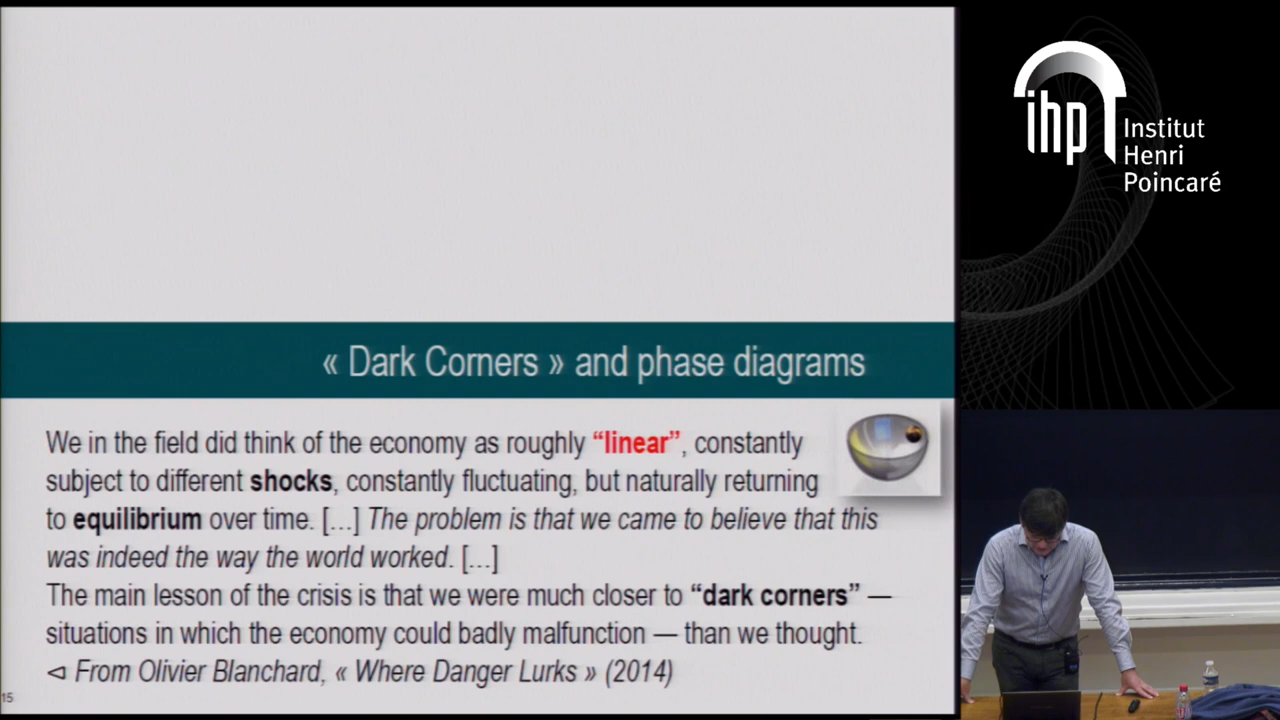 « Dark Corners » and phase diagrams
We in the field did think of the economy as roughly “linear”, constantly
subject to different shocks, constantly fluctuating, but naturally returning
to equilibrium over time. […] The problem is that we came to believe that this
was indeed the way the world worked. […]
The main lesson of the crisis is that we were much closer to “dark corners” —
situations in which the economy could badly malfunction — than we thought.
⊲ From Olivier Blanchard, « Where Danger Lurks » (2014)
15
ihp
Institut
Henri
Poincaré